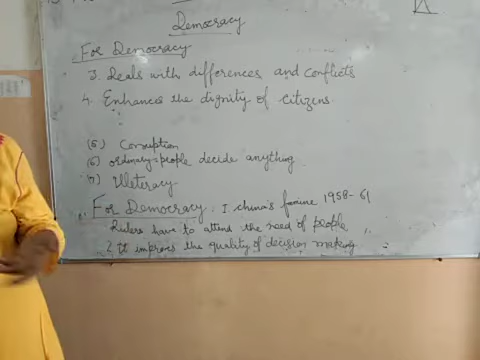 Democracy
For Democracy
3. Deals with differences and conflicts
4. Enhances the dignity of citizens
(5) Corruption
(6) ordinary people decide anything
(7) Illeteracy
For Democracy: 1 China's famine 1958-61
Rulers have to attend the need of people
2 It improves the quality of decision making